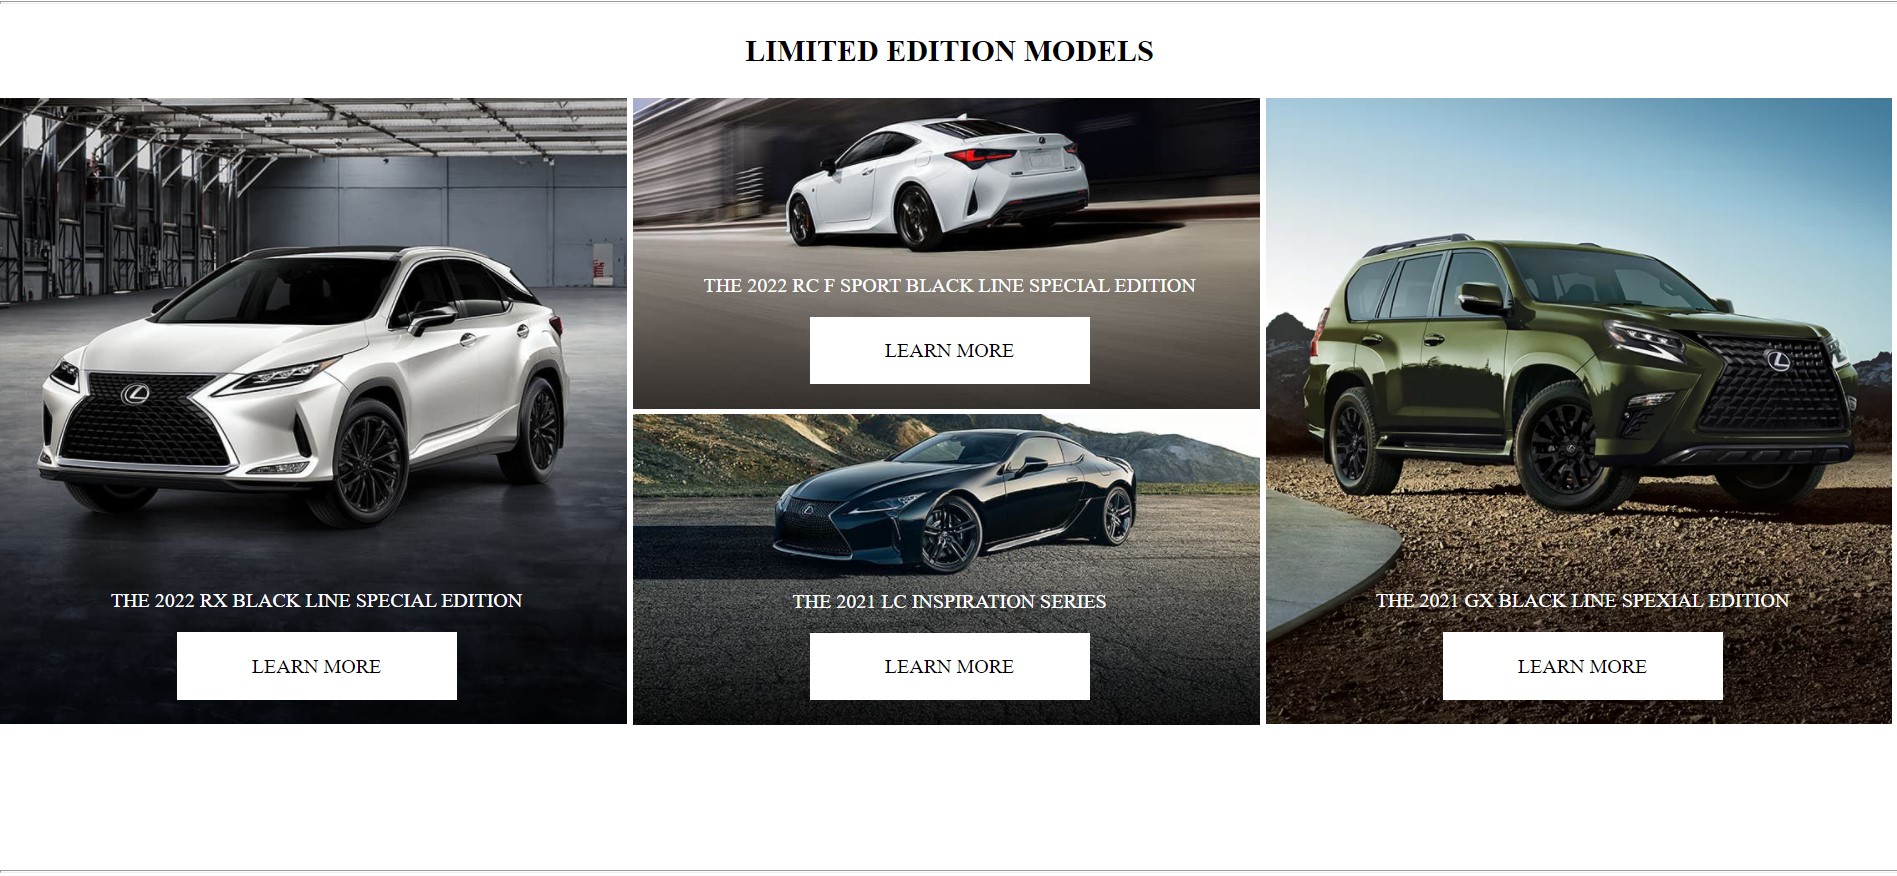 LIMITED EDITION MODELS
THE 2022 RX BLACK LINE SPECIAL EDITION
LEARN MORE
THE 2022 RC F SPORT BLACK LINE SPECIAL EDITION
LEARN MORE
THE 2021 LC INSPIRATION SERIES
LEARN MORE
THE 2021 GX BLACK LINE SPEXIAL EDITION
LEARN MORE